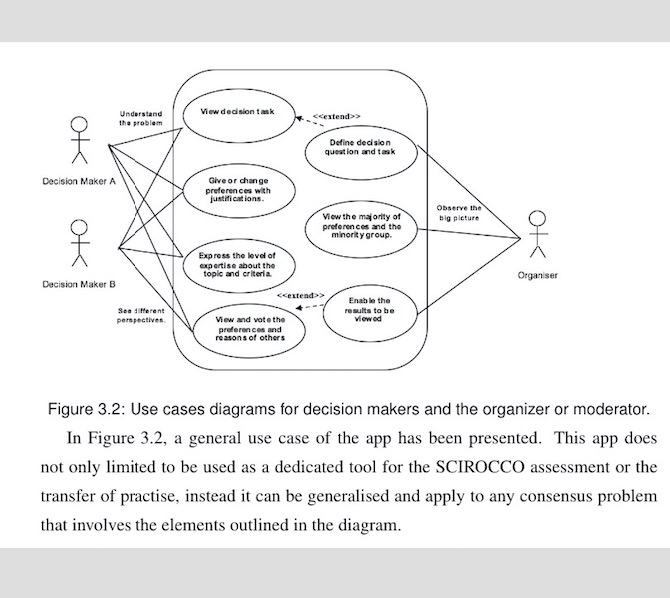 Understand
the problem
View decision task
<<extend>>
Define decision
question and task
Decision Maker A
Give or change
preferences with
justifications.
View the majority of
preferences and the
minority group.
Observe the
big picture
Decision Maker B
Express the level of
expertise about the
topic and criteria.
Organiser
<<extend>>
Enable the
results to be
viewed
See different
perspectives.
View and vote the
preferences and
reasons of others
Figure 3.2: Use cases diagrams for decision makers and the organizer or moderator.
In Figure 3.2, a general use case of the app has been presented. This app does
not only limited to be used as a dedicated tool for the SCIROCCO assessment or the
transfer of practise, instead it can be generalised and apply to any consensus problem
that involves the elements outlined in the diagram.